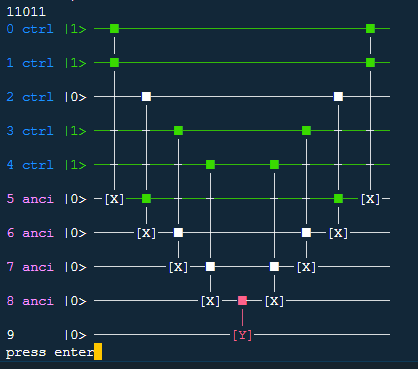 11011
0 ctrl |1>
1 ctrl |1>
2 ctrl |0>
3 ctrl |1>
4 ctrl |1>
5 anci |0> [X] [X]
6 anci |0> [X] [X]
7 anci |0> [X] [X]
8 anci |0> [X] [X]
9 |0> [Y]
press enter